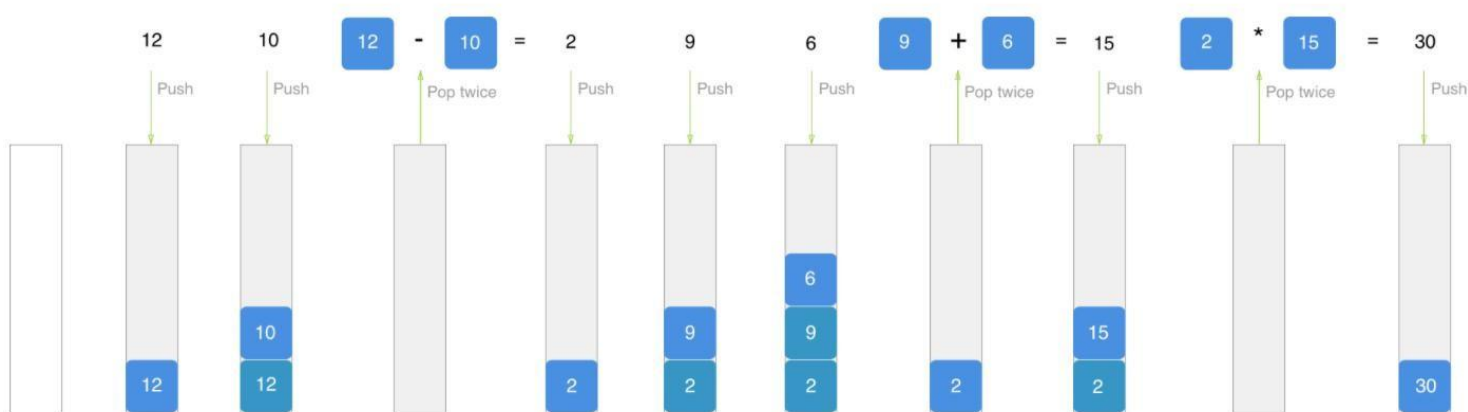 12 10 12 - 10 = 2 9 6 9 + 6 = 15 2 * 15 = 30
Push Push Pop twice Push Push Push Pop twice Push Pop twice Push
6
10 9 9 15
12 12 2 2 2 2 2 30